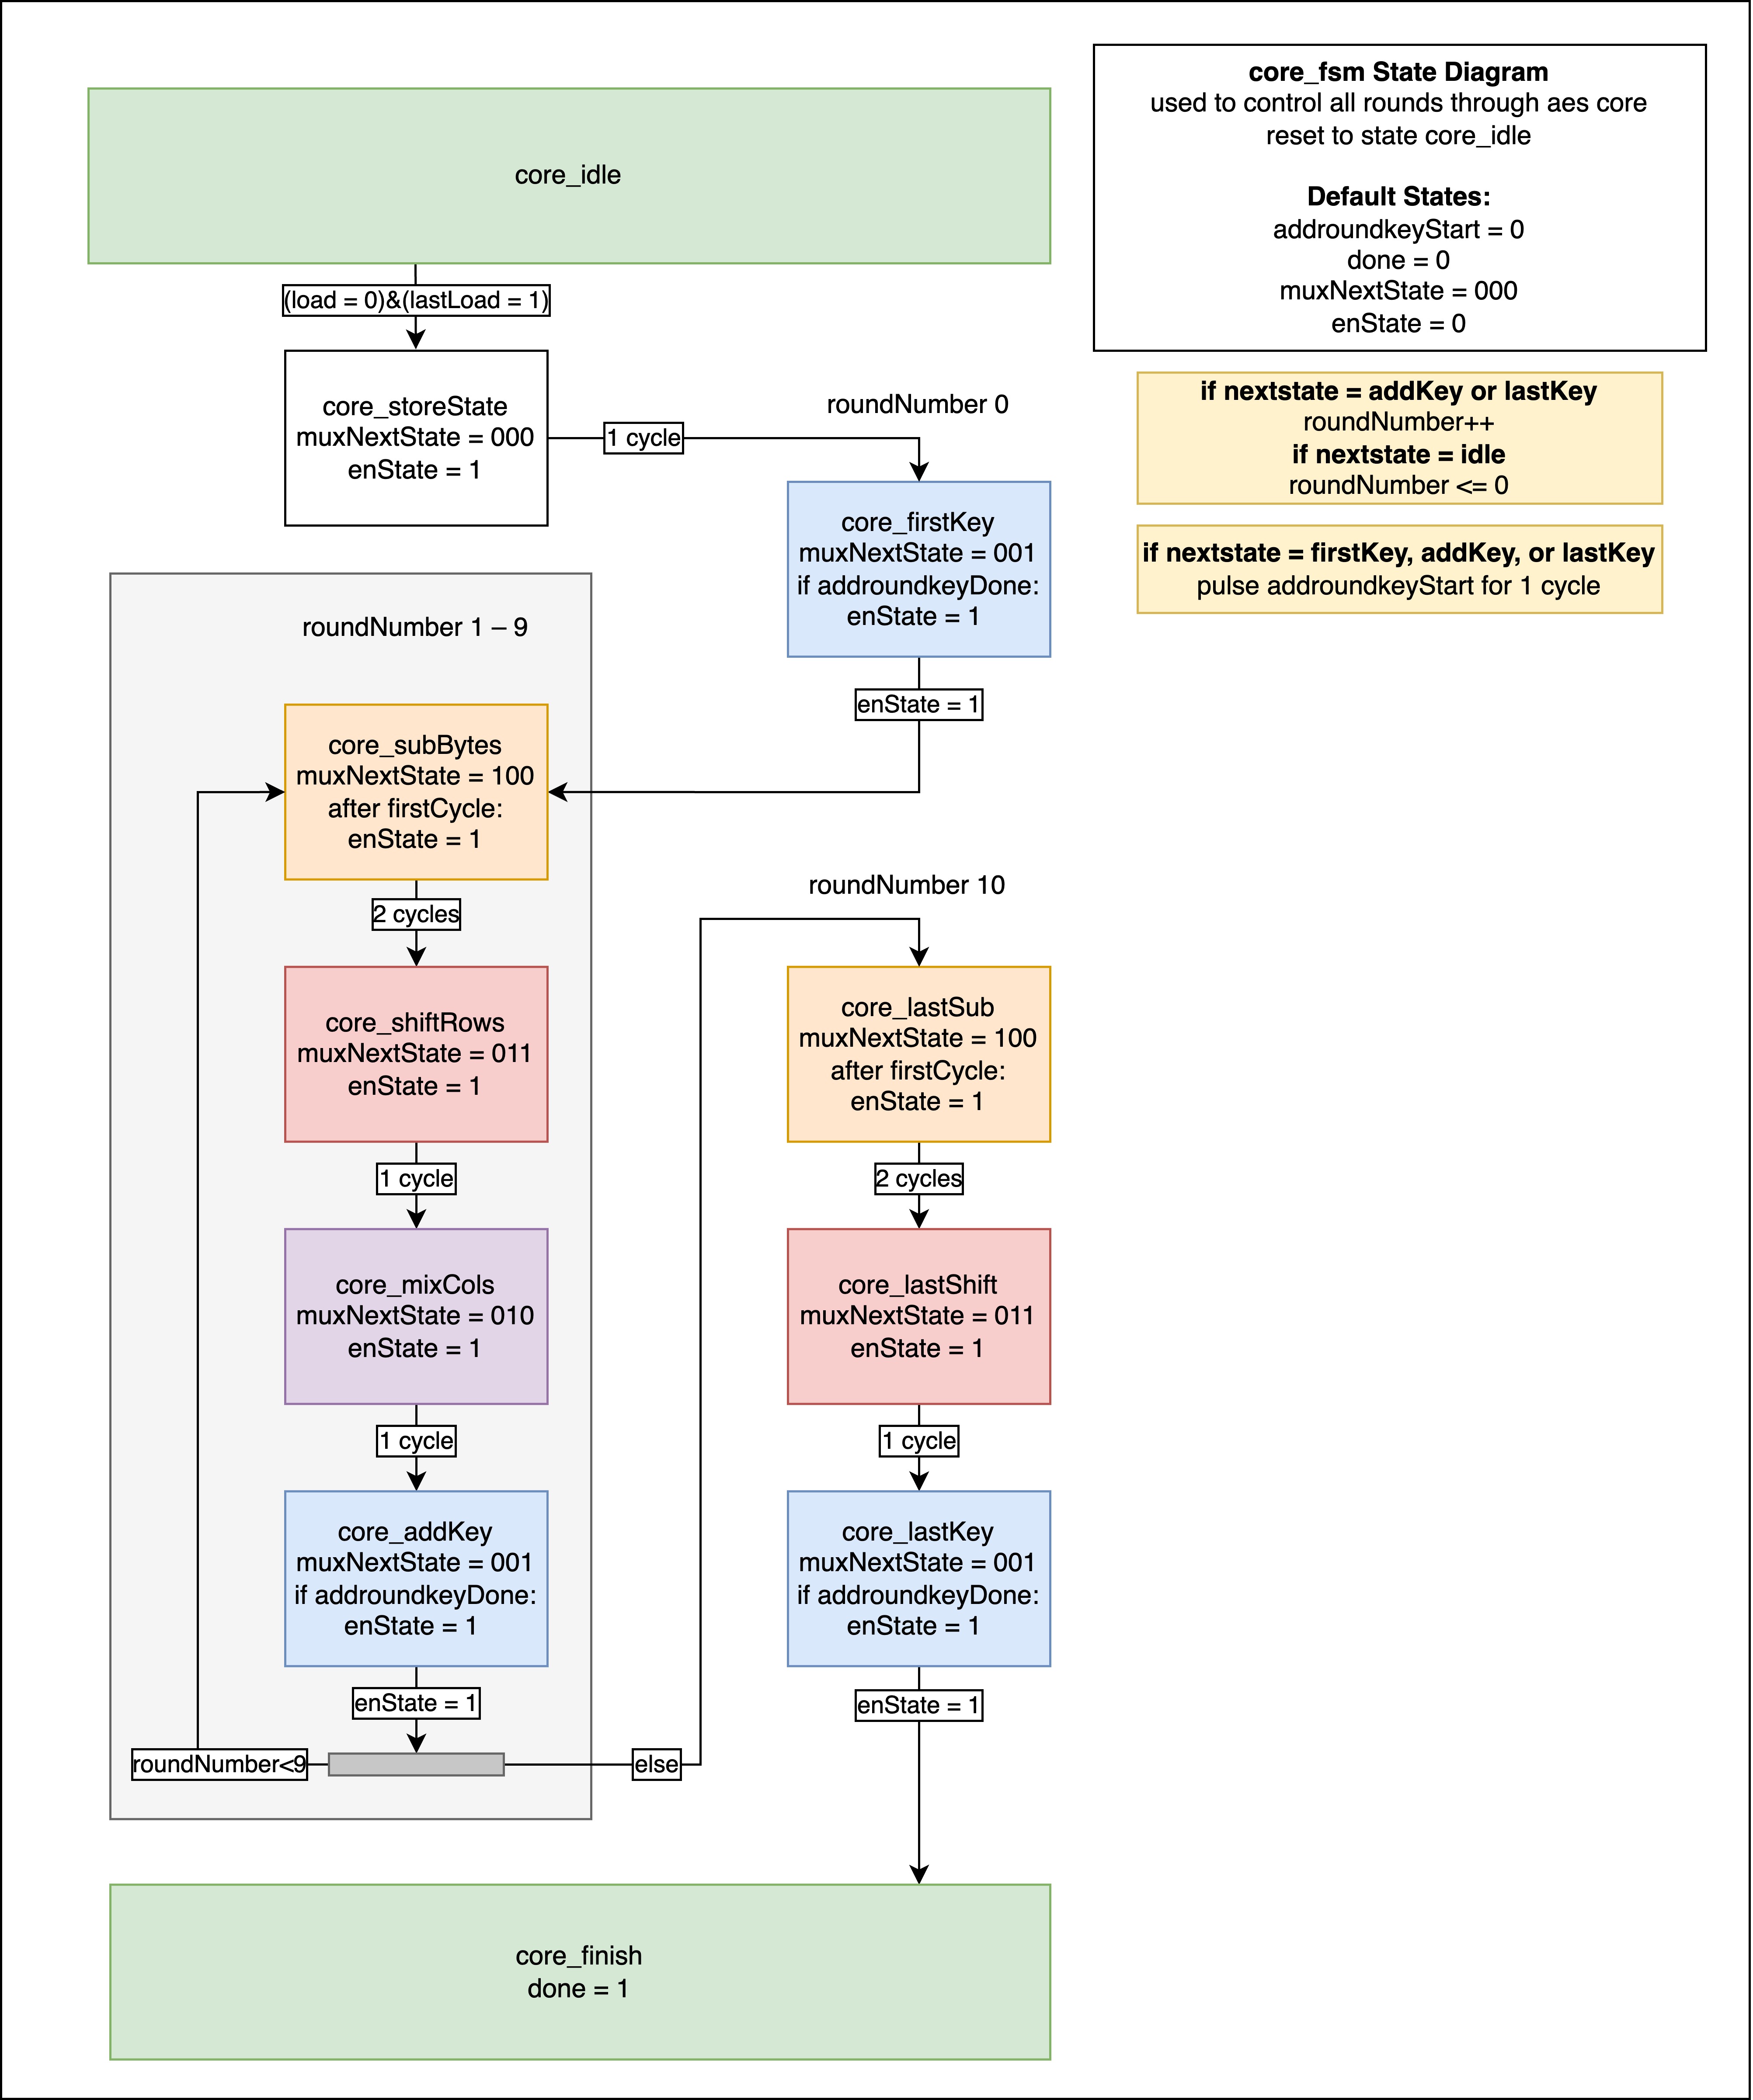 core_fsm State Diagram
used to control all rounds through aes core
reset to state core_idle
Default States:
addroundkeyStart = 0
done = 0
muxNextState = 000
enState = 0
if nextstate = addKey or lastKey
roundNumber++
if nextstate = idle
roundNumber <= 0
if nextstate = firstKey, addKey, or lastKey
pulse addroundkeyStart for 1 cycle
core_idle
(load = 0)&(lastLoad = 1)
core_storeState
muxNextState = 000
enState = 1
1 cycle
roundNumber 0
core_firstKey
muxNextState = 001
if addroundkeyDone:
enState = 1
enState = 1
roundNumber 1 – 9
core_subBytes
muxNextState = 100
after firstCycle:
enState = 1
2 cycles
core_shiftRows
muxNextState = 011
enState = 1
1 cycle
core_mixCols
muxNextState = 010
enState = 1
1 cycle
core_addKey
muxNextState = 001
if addroundkeyDone:
enState = 1
enState = 1
roundNumber<9
else
roundNumber 10
core_lastSub
muxNextState = 100
after firstCycle:
enState = 1
2 cycles
core_lastShift
muxNextState = 011
enState = 1
1 cycle
core_lastKey
muxNextState = 001
if addroundkeyDone:
enState = 1
enState = 1
core_finish
done = 1